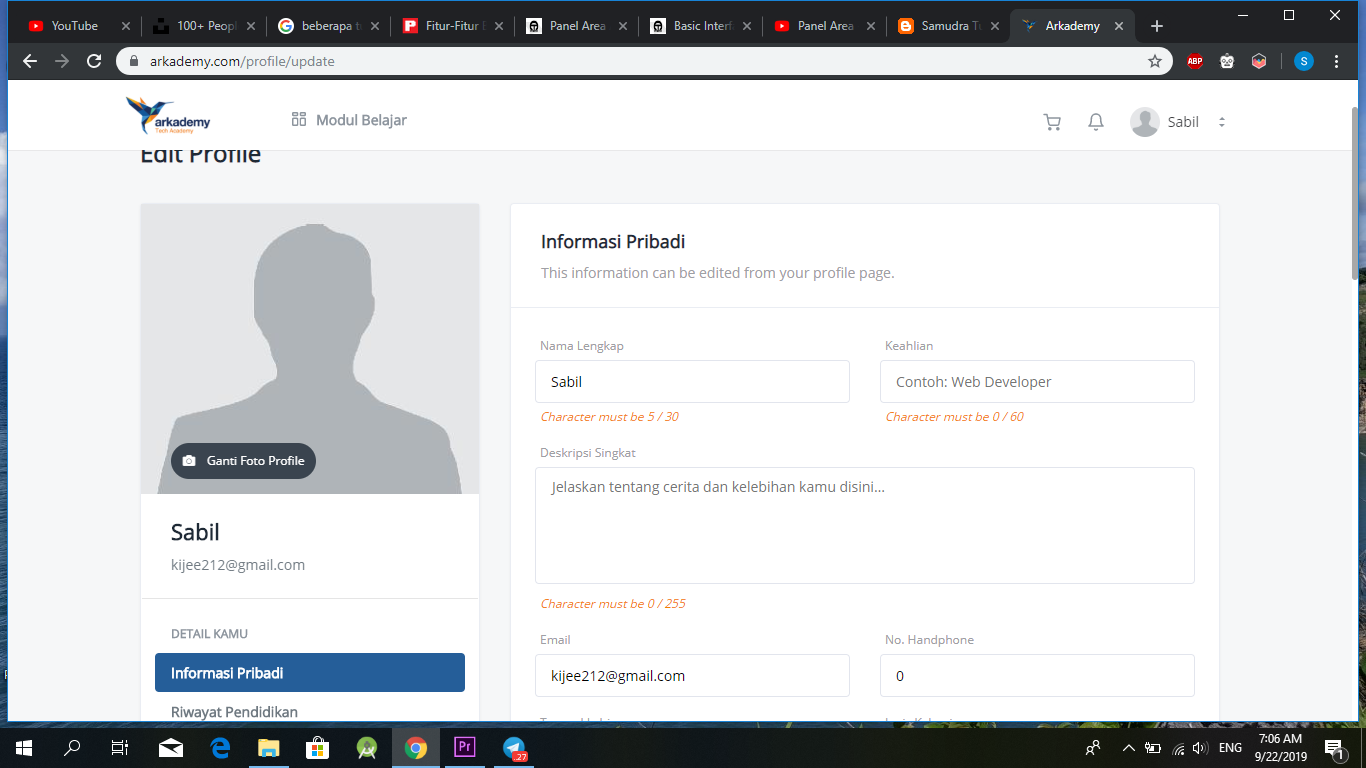 YouTube
100+ Peopl
beberapa t
Fitur-Fitur
Panel Area
Basic Interf
Panel Area
Samudra T
Arkademy
arkademy.com/profile/update
ABP
S
arkademy
Tech Academy
Modul Belajar
Sabil
Edit Profile
Ganti Foto Profile
Sabil
kijee212@gmail.com
DETAIL KAMU
Informasi Pribadi
Riwayat Pendidikan
Informasi Pribadi
This information can be edited from your profile page.
Nama Lengkap
Keahlian
Sabil
Contoh: Web Developer
Character must be 5 / 30
Character must be 0 / 60
Deskripsi Singkat
Jelaskan tentang cerita dan kelebihan kamu disini...
Character must be 0 / 255
Email
No. Handphone
kijee212@gmail.com
0
Pr
27
ENG
7:06 AM
9/22/2019
1